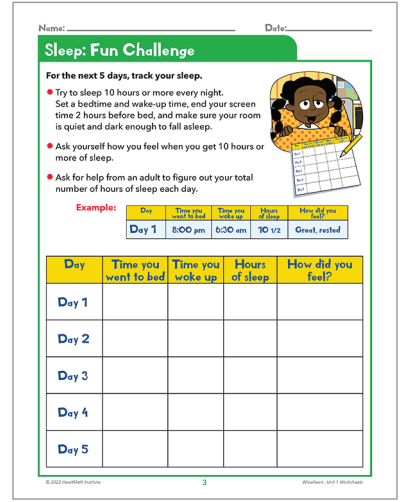 Name: Date:
Sleep: Fun Challenge
For the next 5 days, track your sleep.
Try to sleep 10 hours or more every night.
Set a bedtime and wake-up time, end your screen
time 2 hours before bed, and make sure your room
is quiet and dark enough to fall asleep.
Ask yourself how you feel when you get 10 hours or
more of sleep.
Ask for help from an adult to figure out your total
number of hours of sleep each day.
Example:
Day Time you went to bed Time you woke up Hours of sleep How did you feel?
Day 1 8:00 pm 6:30 am 10 1/2 Great, rested
Day Time you went to bed Time you woke up Hours of sleep How did you feel?
Day 1
Day 2
Day 3
Day 4
Day 5
© 2022 HeartMath Institute 3 WiseHeart: Unit 1 Worksheets